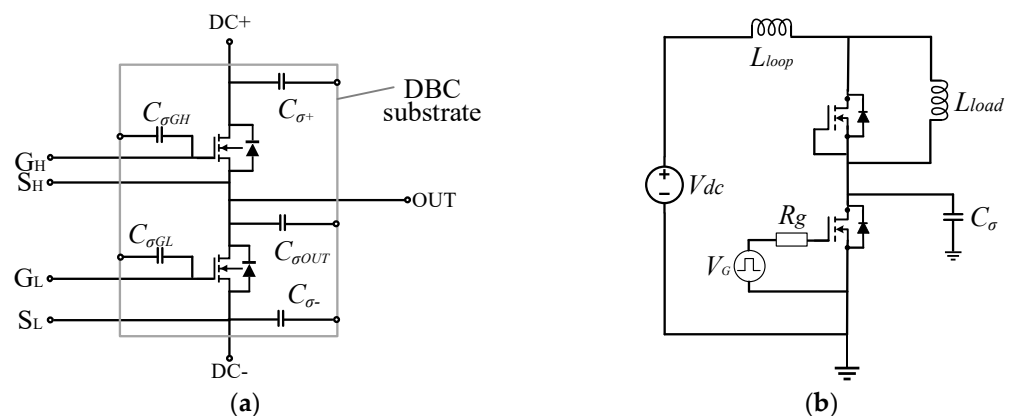 DC+
DBC
substrate
Cσ+
CσGH
GH
SH
OUT
CσOUT
CσGL
GL
Cσ-
SL
DC-
(a)
Lloop
Lload
Vdc
Rg
VG
Cσ
(b)